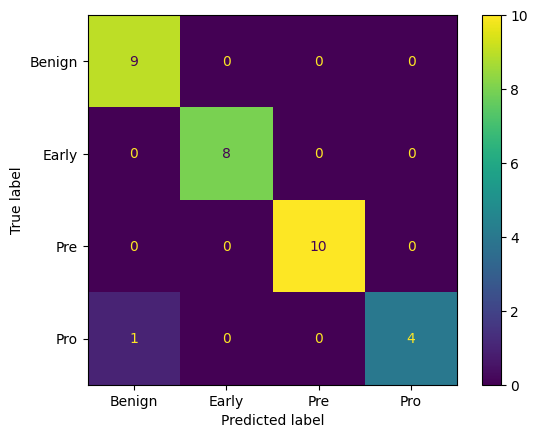 True label
Benign 9 0 0 0
Early 0 8 0 0
Pre 0 0 10 0
Pro 1 0 0 4
Benign Early Pre Pro
Predicted label
10
8
6
4
2
0